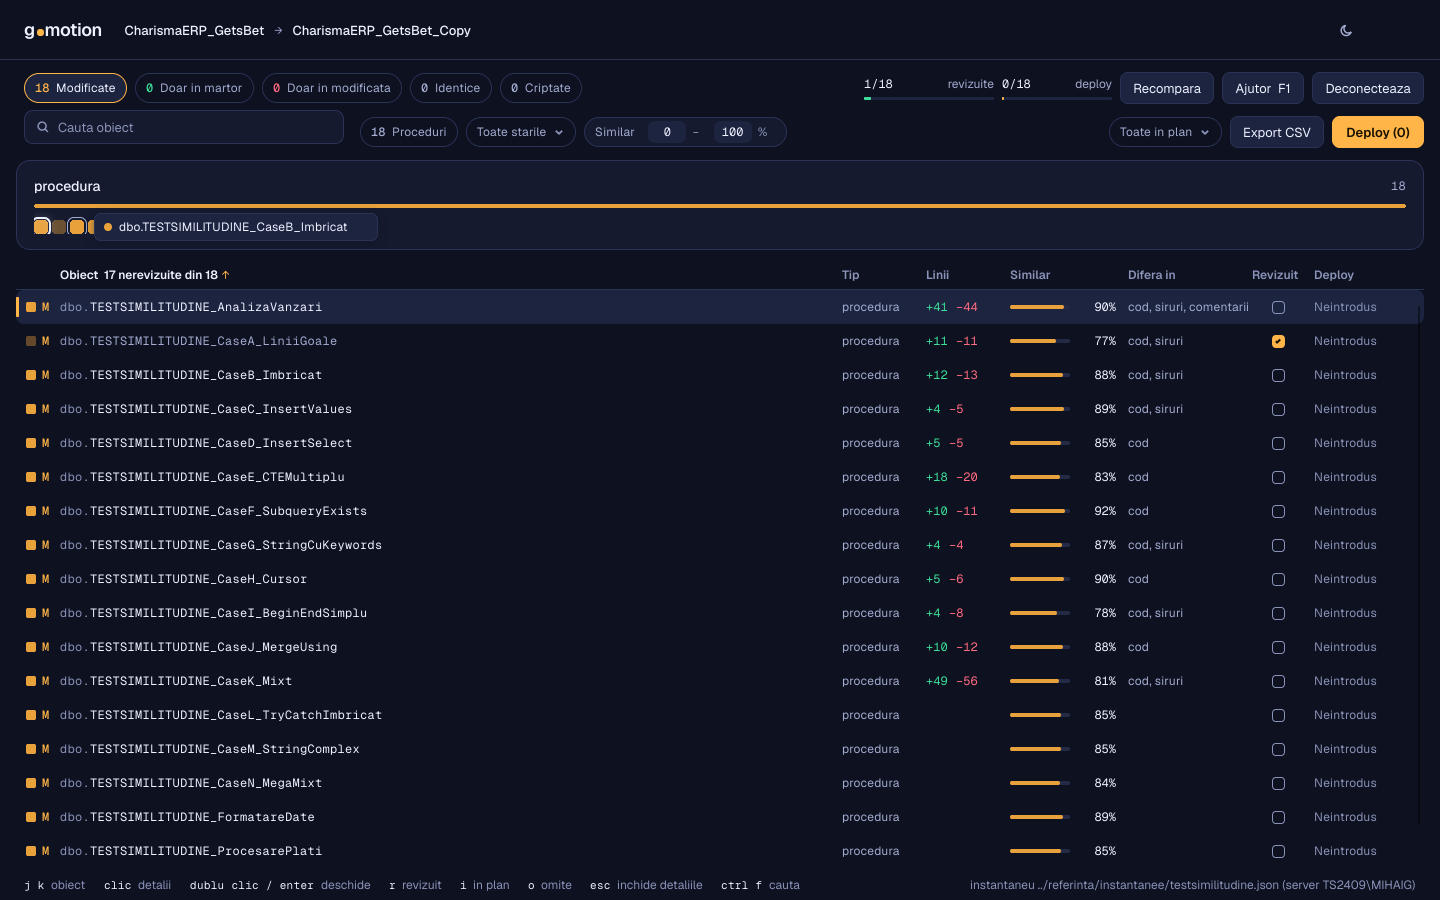 gomotion CharismaERP_GetsBet → CharismaERP_GetsBet_Copy
18 Modificate 0 Doar in martor 0 Doar in modificata 0 Identice 0 Criptate 1/18 revizuite 0/18 deploy Recompara Ajutor F1 Deconecteaza
Cauta obiect 18 Proceduri Toate starile Similar 0 – 100 % Toate in plan Export CSV Deploy (0)
procedura 18
dbo.TESTSIMILITUDINE_CaseB_Imbricat
Obiect 17 nerevizuite din 18 ↑ Tip Linii Similar Difera in Revizuit Deploy
M dbo.TESTSIMILITUDINE_AnalizaVanzari procedura +41 −44 90% cod, siruri, comentarii Neintrodus
M dbo.TESTSIMILITUDINE_CaseA_LiniiGoale procedura +11 −11 77% cod, siruri Neintrodus
M dbo.TESTSIMILITUDINE_CaseB_Imbricat procedura +12 −13 88% cod, siruri Neintrodus
M dbo.TESTSIMILITUDINE_CaseC_InsertValues procedura +4 −5 89% cod, siruri Neintrodus
M dbo.TESTSIMILITUDINE_CaseD_InsertSelect procedura +5 −5 85% cod Neintrodus
M dbo.TESTSIMILITUDINE_CaseE_CTEMultiplu procedura +18 −20 83% cod Neintrodus
M dbo.TESTSIMILITUDINE_CaseF_SubqueryExists procedura +10 −11 92% cod Neintrodus
M dbo.TESTSIMILITUDINE_CaseG_StringCuKeywords procedura +4 −4 87% cod, siruri Neintrodus
M dbo.TESTSIMILITUDINE_CaseH_Cursor procedura +5 −6 90% cod Neintrodus
M dbo.TESTSIMILITUDINE_CaseI_BeginEndSimplu procedura +4 −8 78% cod, siruri Neintrodus
M dbo.TESTSIMILITUDINE_CaseJ_MergeUsing procedura +10 −12 88% cod Neintrodus
M dbo.TESTSIMILITUDINE_CaseK_Mixt procedura +49 −56 81% cod, siruri Neintrodus
M dbo.TESTSIMILITUDINE_CaseL_TryCatchImbricat procedura 85% Neintrodus
M dbo.TESTSIMILITUDINE_CaseM_StringComplex procedura 85% Neintrodus
M dbo.TESTSIMILITUDINE_CaseN_MegaMixt procedura 84% Neintrodus
M dbo.TESTSIMILITUDINE_FormatareDate procedura 89% Neintrodus
M dbo.TESTSIMILITUDINE_ProcesarePlati procedura 85% Neintrodus
j k obiect clic detalii dublu clic / enter deschide r revizuit i in plan o omite esc inchide detaliile ctrl f cauta instantaneu ../referinta/instantanee/testsimilitudine.json (server TS2409\MIHAIG)